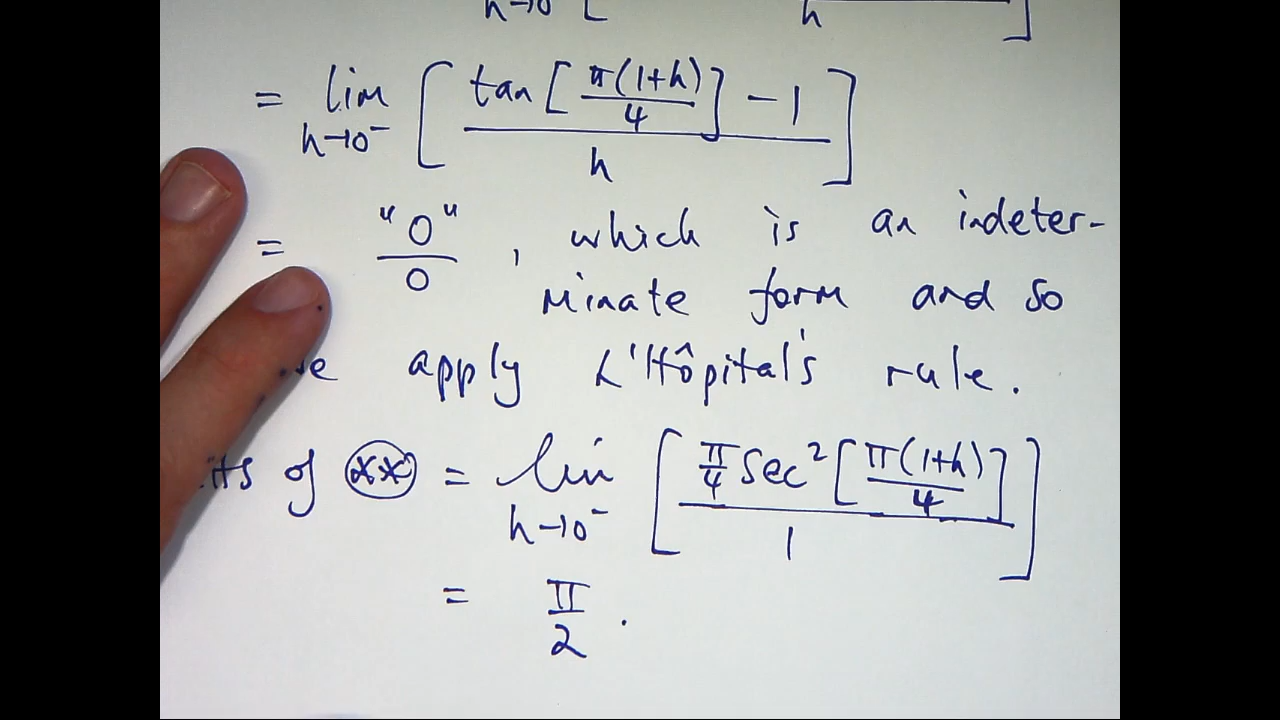 h→0 [ h ]
= lim h→0⁻ [ (tan[π(1+h)/4] - 1)/h ]
= "0"/0 , which is an indeter-
minate form and so
apply L'Hôpital's rule.
of (**) = lim h→0⁻ [ (π/4 sec²[π(1+h)/4])/1 ]
= π/2 .